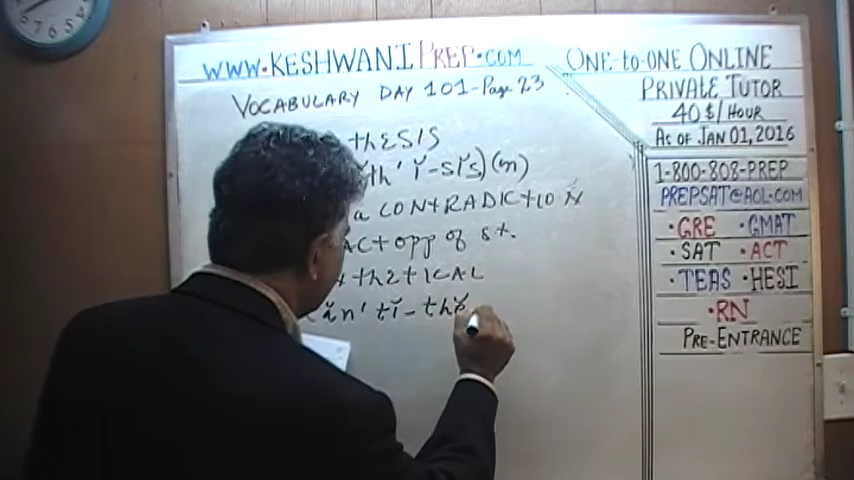 WWW.KESHWANIPREP.COM
VOCABULARY DAY 101-Page 23
thESIS
th' ĭ-sĭs) (n)
a CONTRADICTION
ACT opp of st.
thETICAL
ăn' tĭ-thĕ
ONE-to-ONE ONLINE
PRIVATE TUTOR
40$/HOUR
AS OF JAN 01, 2016
1-800-808-PREP
PREPSAT@AOL.COM
•GRE •GMAT
•SAT •ACT
•TEAS •HESI
•RN
PRE-ENTRANCE